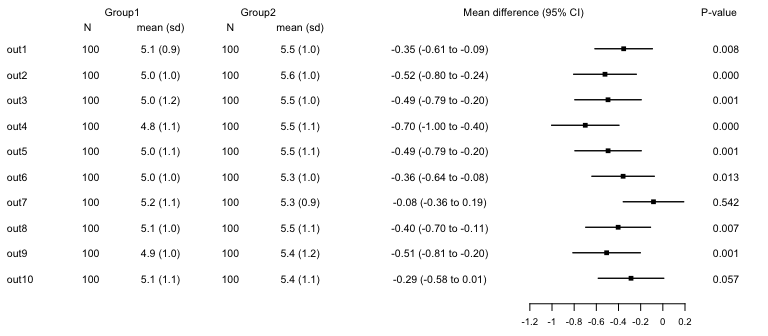 Group1 Group2 Mean difference (95% CI) P-value
N mean (sd) N mean (sd)
out1 100 5.1 (0.9) 100 5.5 (1.0) -0.35 (-0.61 to -0.09) 0.008
out2 100 5.0 (1.0) 100 5.6 (1.0) -0.52 (-0.80 to -0.24) 0.000
out3 100 5.0 (1.2) 100 5.5 (1.0) -0.49 (-0.79 to -0.20) 0.001
out4 100 4.8 (1.1) 100 5.5 (1.1) -0.70 (-1.00 to -0.40) 0.000
out5 100 5.0 (1.1) 100 5.5 (1.1) -0.49 (-0.79 to -0.20) 0.001
out6 100 5.0 (1.0) 100 5.3 (1.0) -0.36 (-0.64 to -0.08) 0.013
out7 100 5.2 (1.1) 100 5.3 (0.9) -0.08 (-0.36 to 0.19) 0.542
out8 100 5.1 (1.0) 100 5.5 (1.1) -0.40 (-0.70 to -0.11) 0.007
out9 100 4.9 (1.0) 100 5.4 (1.2) -0.51 (-0.81 to -0.20) 0.001
out10 100 5.1 (1.1) 100 5.4 (1.1) -0.29 (-0.58 to 0.01) 0.057
-1.2 -1 -0.8 -0.6 -0.4 -0.2 0 0.2